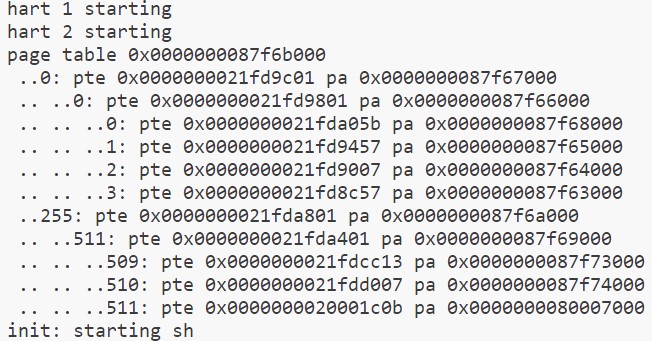 hart 1 starting
hart 2 starting
page table 0x0000000087f6b000
..0: pte 0x0000000021fd9c01 pa 0x0000000087f67000
.. ..0: pte 0x0000000021fd9801 pa 0x0000000087f66000
.. .. ..0: pte 0x0000000021fda05b pa 0x0000000087f68000
.. .. ..1: pte 0x0000000021fd9457 pa 0x0000000087f65000
.. .. ..2: pte 0x0000000021fd9007 pa 0x0000000087f64000
.. .. ..3: pte 0x0000000021fd8c57 pa 0x0000000087f63000
..255: pte 0x0000000021fda801 pa 0x0000000087f6a000
.. ..511: pte 0x0000000021fda401 pa 0x0000000087f69000
.. .. ..509: pte 0x0000000021fdcc13 pa 0x0000000087f73000
.. .. ..510: pte 0x0000000021fdd007 pa 0x0000000087f74000
.. .. ..511: pte 0x0000000020001c0b pa 0x0000000080007000
init: starting sh